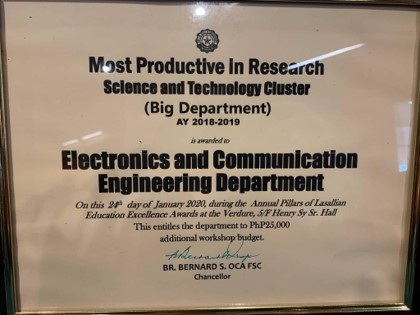 Most Productive in Research
Science and Technology Cluster
(Big Department)
AY 2018-2019
is awarded to
Electronics and Communication
Engineering Department
On this 24th day of January 2020, during the Annual Pillars of Lasallian
Education Excellence Awards at the Verdure, 5/F Henry Sy Sr. Hall
This entitles the department to PhP25,000
additional workshop budget.
BR. BERNARD S. OCA FSC
Chancellor